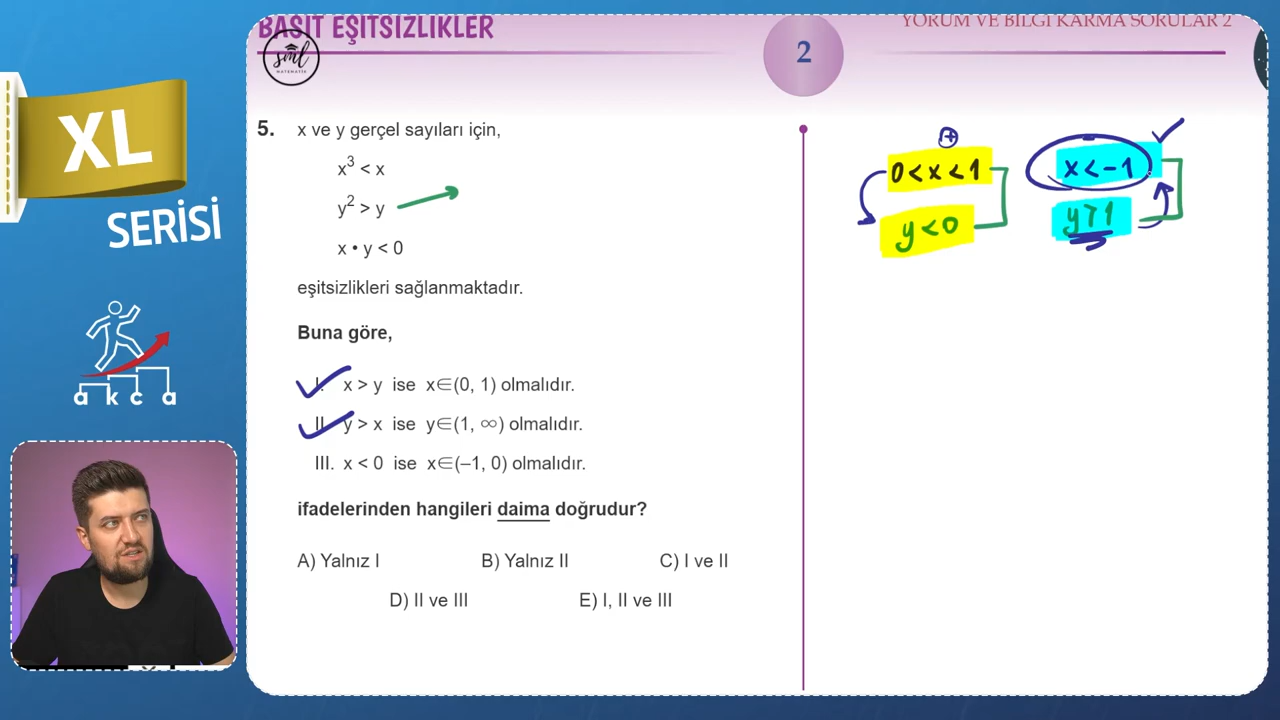 BASİT EŞİTSİZLİKLER
YORUM VE BİLGİ KARMA SORULAR 2
sml
MATEMATİK
2
XL
SERİSİ
akca
5. x ve y gerçel sayıları için,
x³ < x
y² > y
x • y < 0
eşitsizlikleri sağlanmaktadır.
Buna göre,
I. x > y ise x∈(0, 1) olmalıdır.
II. y > x ise y∈(1, ∞) olmalıdır.
III. x < 0 ise x∈(–1, 0) olmalıdır.
ifadelerinden hangileri daima doğrudur?
A) Yalnız I B) Yalnız II C) I ve II
D) II ve III E) I, II ve III
+
0 < x < 1
y < 0
x < -1
y > 1